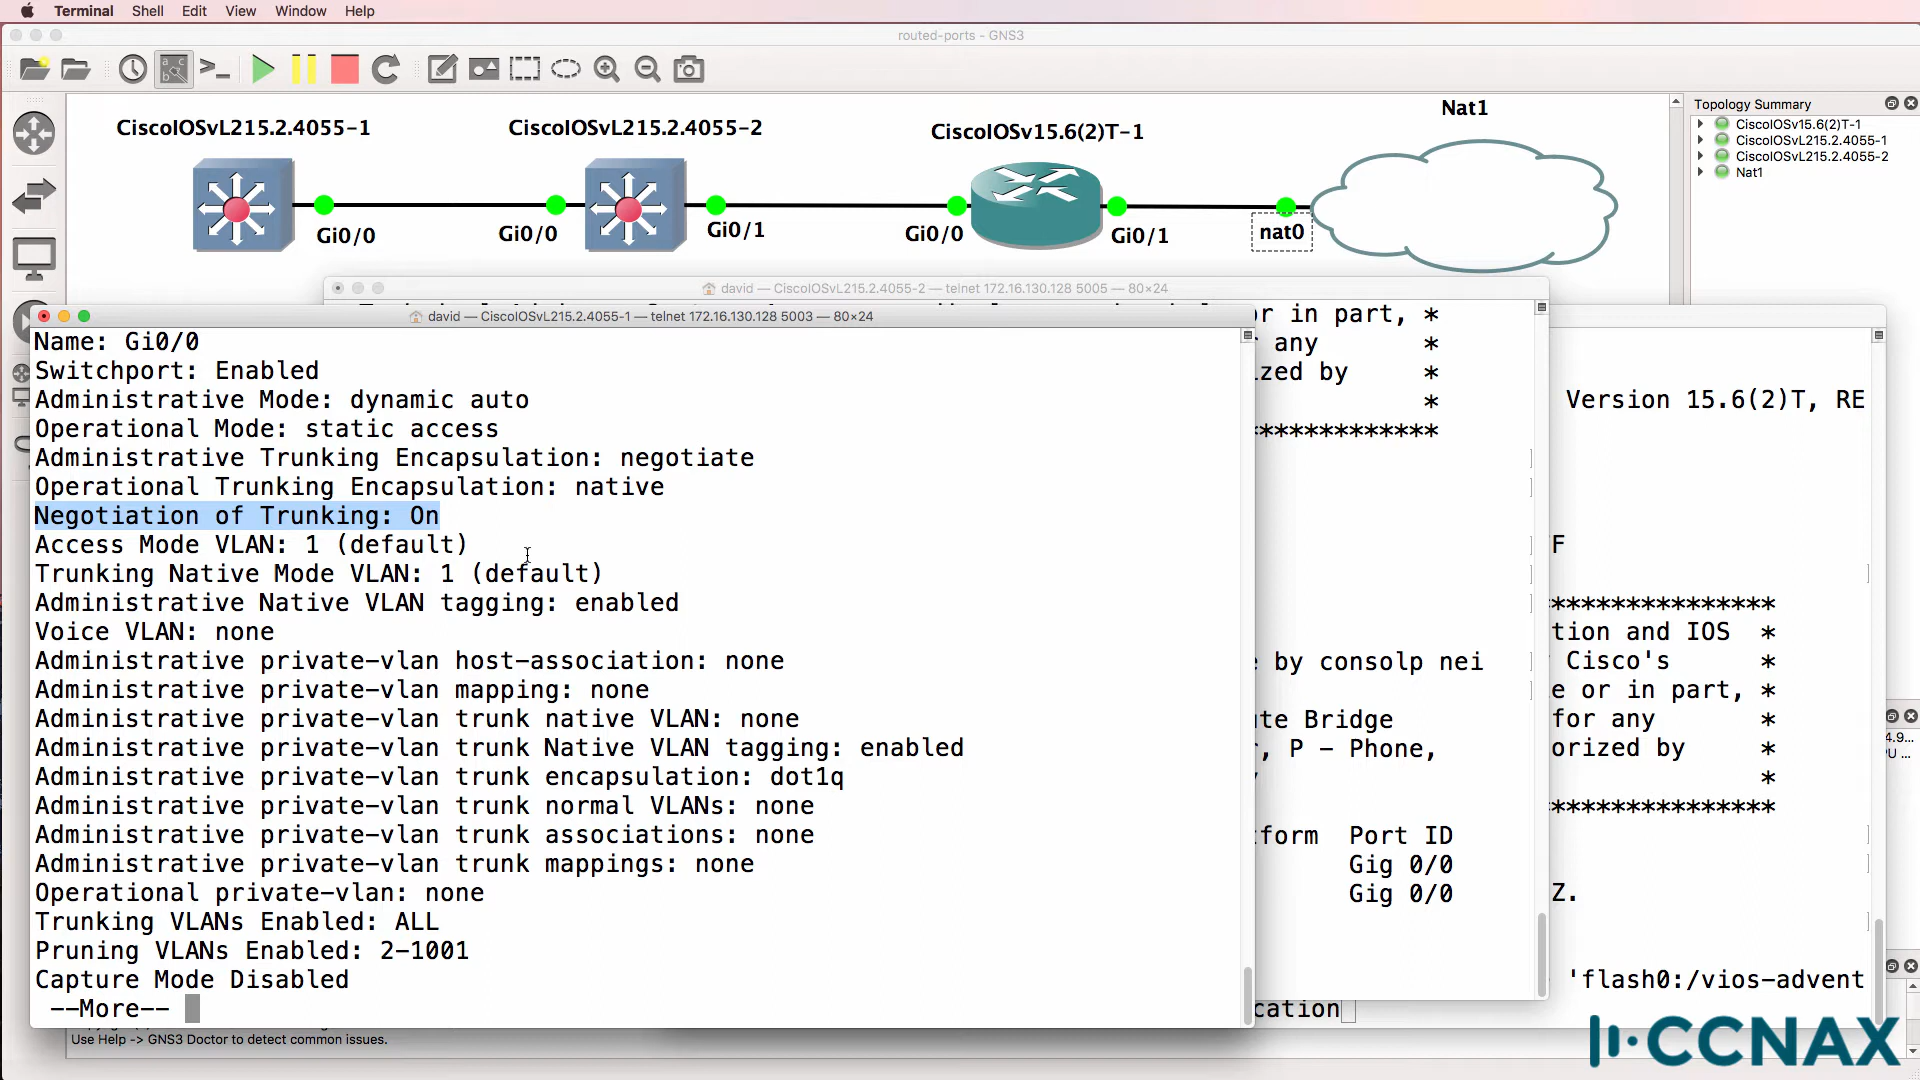 Terminal Shell Edit View Window Help
routed-ports - GNS3
CiscoIOSvL215.2.4055-1
CiscoIOSvL215.2.4055-2
CiscoIOSv15.6(2)T-1
Nat1
Gi0/0
Gi0/0
Gi0/1
Gi0/0
Gi0/1
nat0
Topology Summary
CiscoIOSv15.6(2)T-1
CiscoIOSvL215.2.4055-1
CiscoIOSvL215.2.4055-2
Nat1
david — CiscoIOSvL215.2.4055-2 — telnet 172.16.130.128 5005 — 80×24
david — CiscoIOSvL215.2.4055-1 — telnet 172.16.130.128 5003 — 80×24
Name: Gi0/0
Switchport: Enabled
Administrative Mode: dynamic auto
Operational Mode: static access
Administrative Trunking Encapsulation: negotiate
Operational Trunking Encapsulation: native
Negotiation of Trunking: On
Access Mode VLAN: 1 (default)
Trunking Native Mode VLAN: 1 (default)
Administrative Native VLAN tagging: enabled
Voice VLAN: none
Administrative private-vlan host-association: none
Administrative private-vlan mapping: none
Administrative private-vlan trunk native VLAN: none
Administrative private-vlan trunk Native VLAN tagging: enabled
Administrative private-vlan trunk encapsulation: dot1q
Administrative private-vlan trunk normal VLANs: none
Administrative private-vlan trunk associations: none
Administrative private-vlan trunk mappings: none
Operational private-vlan: none
Trunking VLANs Enabled: ALL
Pruning VLANs Enabled: 2-1001
Capture Mode Disabled
--More--
or in part, *
any *
ized by *
*
*************
e by consolp nei
ute Bridge
r, P - Phone,
tform Port ID
Gig 0/0
Gig 0/0
cation
Version 15.6(2)T, RE
FF
***************
tion and IOS *
Cisco's *
e or in part, *
for any *
orized by *
*
***************
Z.
'flash0:/vios-advent
4.9...
PU ...
Use Help -> GNS3 Doctor to detect common issues.
CCNAX